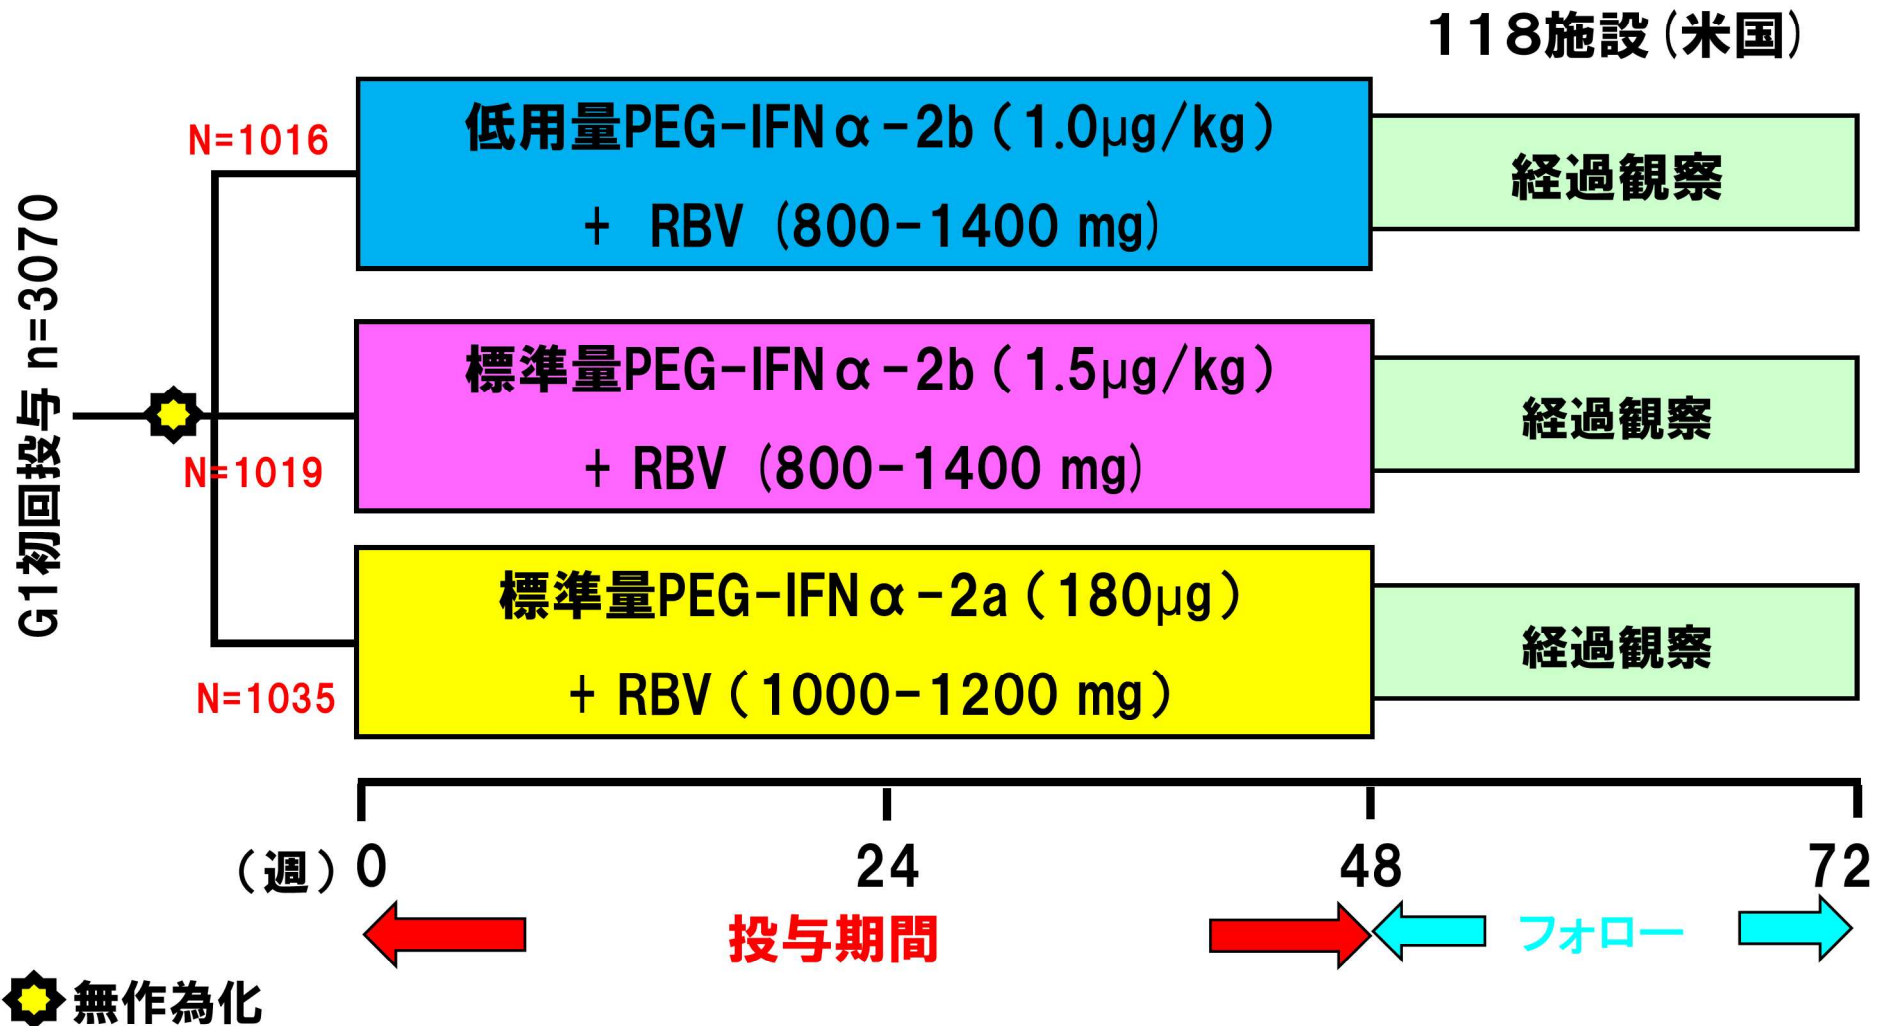 118施設(米国)
G1初回投与 n=3070
N=1016
低用量PEG-IFNα-2b(1.0μg/kg)
+ RBV (800-1400 mg)
経過観察
N=1019
標準量PEG-IFNα-2b(1.5μg/kg)
+ RBV (800-1400 mg)
経過観察
N=1035
標準量PEG-IFNα-2a(180μg)
+ RBV(1000-1200 mg)
経過観察
(週) 0 24 48 72
投与期間 フォロー
無作為化